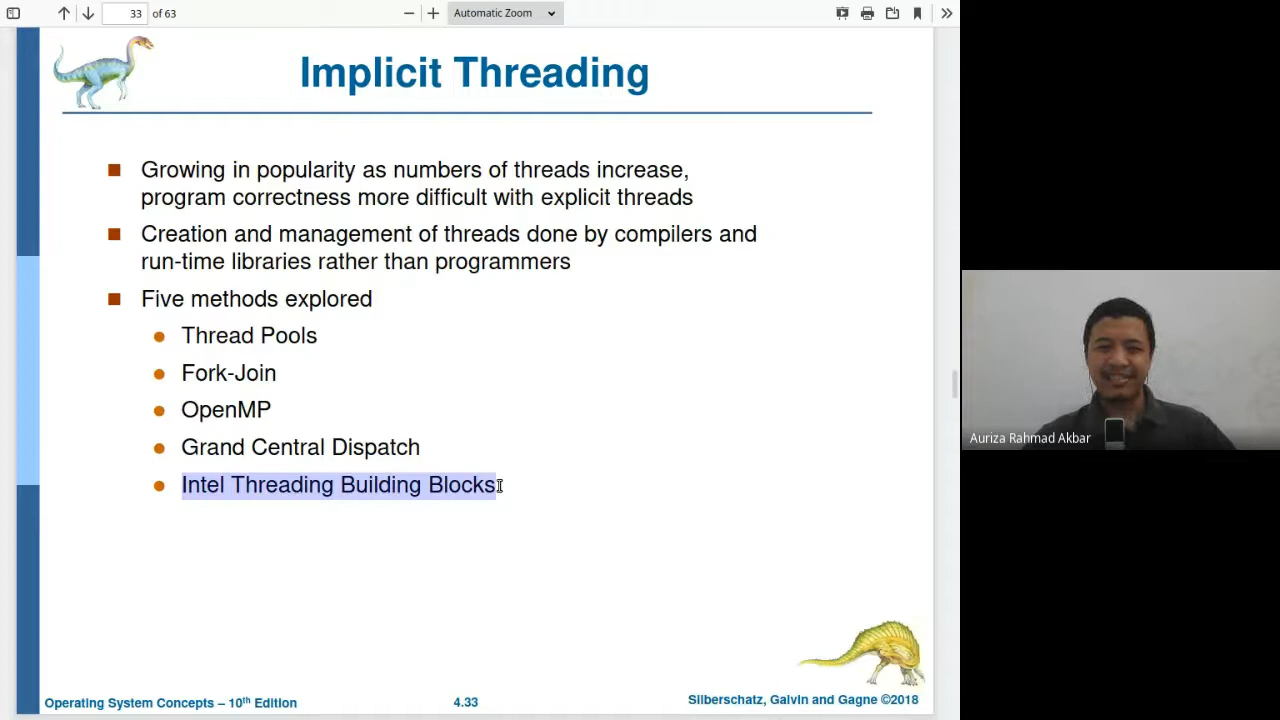 33 of 63
Automatic Zoom
Implicit Threading
Growing in popularity as numbers of threads increase,
program correctness more difficult with explicit threads
Creation and management of threads done by compilers and
run-time libraries rather than programmers
Five methods explored
Thread Pools
Fork-Join
OpenMP
Grand Central Dispatch
Intel Threading Building Blocks
Auriza Rahmad Akbar
Operating System Concepts – 10th Edition
4.33
Silberschatz, Galvin and Gagne ©2018